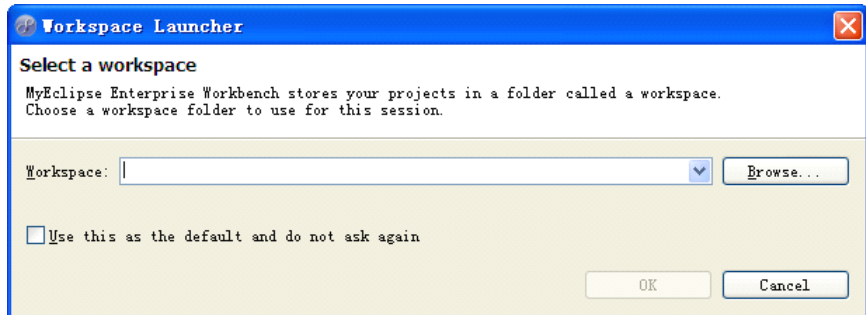 Workspace Launcher
Select a workspace
MyEclipse Enterprise Workbench stores your projects in a folder called a workspace.
Choose a workspace folder to use for this session.
Workspace: Browse...
Use this as the default and do not ask again
OK Cancel